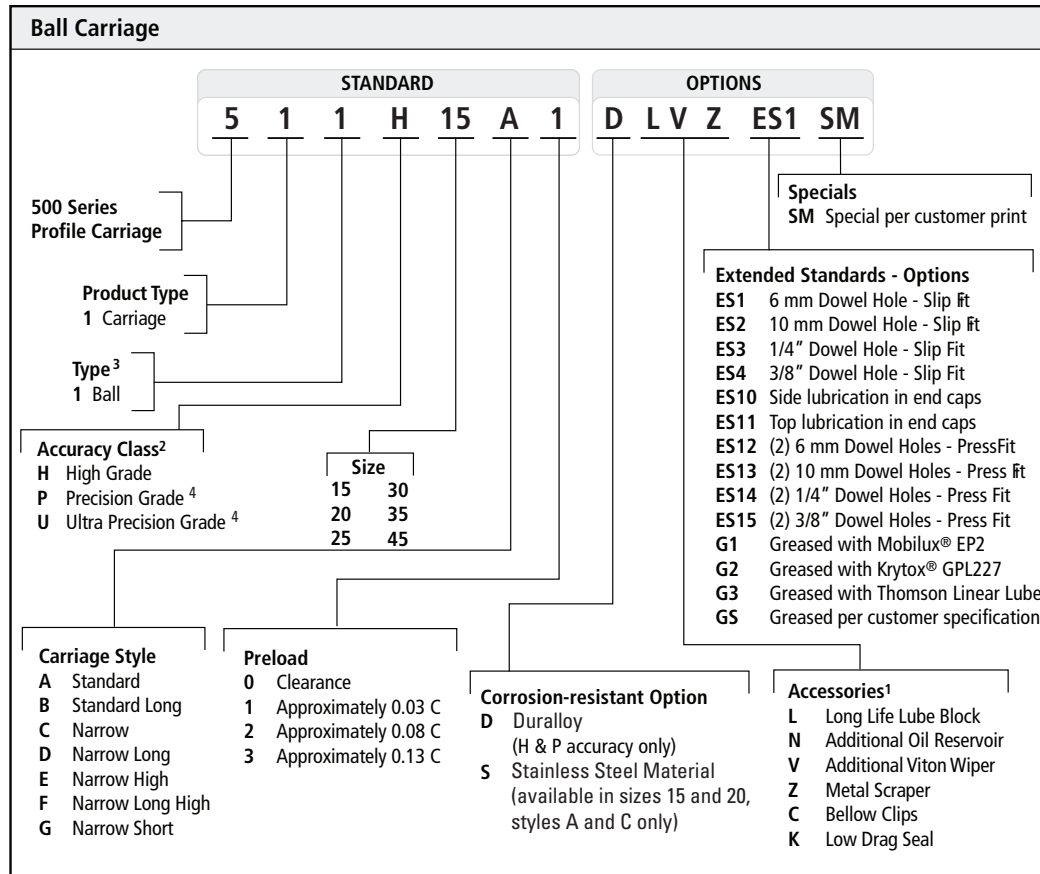 Ball Carriage
STANDARD
OPTIONS
5 1 1 H 15 A 1 D L V Z ES1 SM
500 Series
Profile Carriage
Product Type
1 Carriage
Type 3
1 Ball
Accuracy Class2
H High Grade
P Precision Grade 4
U Ultra Precision Grade 4
Size
15 30
20 35
25 45
Specials
SM Special per customer print
Extended Standards - Options
ES1 6 mm Dowel Hole - Slip Fit
ES2 10 mm Dowel Hole - Slip Fit
ES3 1/4" Dowel Hole - Slip Fit
ES4 3/8" Dowel Hole - Slip Fit
ES10 Side lubrication in end caps
ES11 Top lubrication in end caps
ES12 (2) 6 mm Dowel Holes - PressFit
ES13 (2) 10 mm Dowel Holes - Press Fit
ES14 (2) 1/4" Dowel Holes - Press Fit
ES15 (2) 3/8" Dowel Holes - Press Fit
G1 Greased with Mobilux® EP2
G2 Greased with Krytox® GPL227
G3 Greased with Thomson Linear Lube
GS Greased per customer specification
Carriage Style
A Standard
B Standard Long
C Narrow
D Narrow Long
E Narrow High
F Narrow Long High
G Narrow Short
Preload
0 Clearance
1 Approximately 0.03 C
2 Approximately 0.08 C
3 Approximately 0.13 C
Corrosion-resistant Option
D Duralloy
(H & P accuracy only)
S Stainless Steel Material
(available in sizes 15 and 20,
styles A and C only)
Accessories1
L Long Life Lube Block
N Additional Oil Reservoir
V Additional Viton Wiper
Z Metal Scraper
C Bellow Clips
K Low Drag Seal